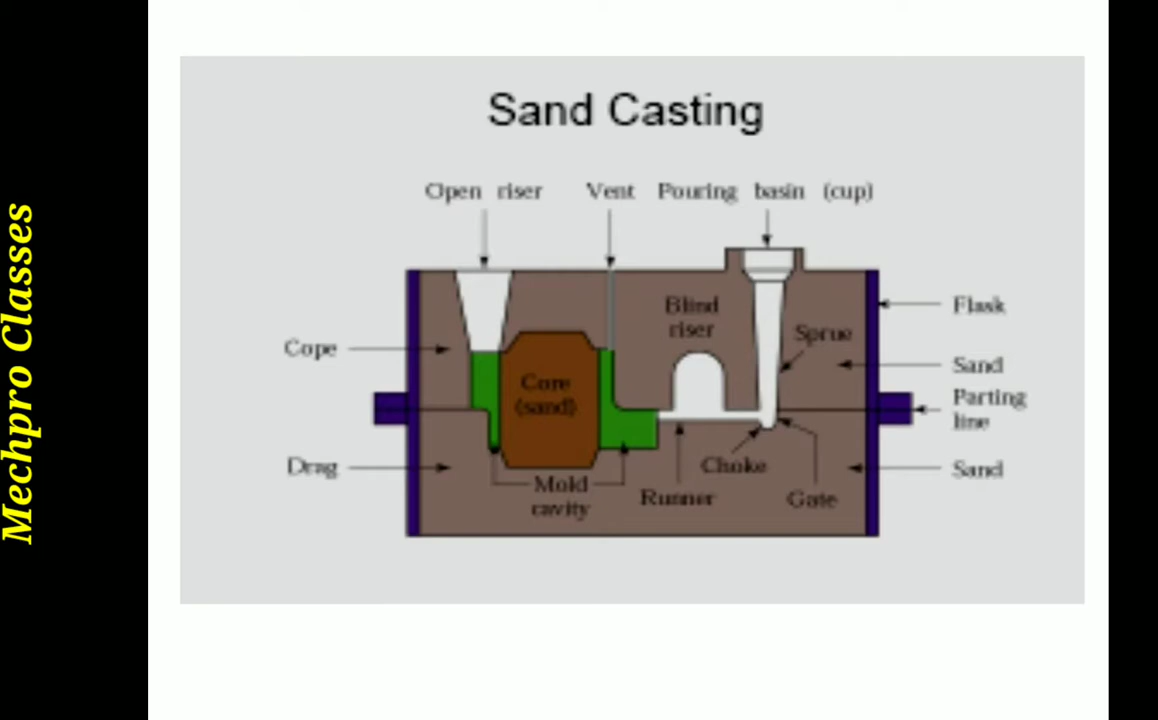 Mechpro Classes
Sand Casting
Open riser Vent Pouring basin (cup)
Blind
riser
Flask
Sprue
Cope
Sand
Core
(sand)
Parting
line
Drag
Choke
Sand
Mold
cavity
Runner
Gate